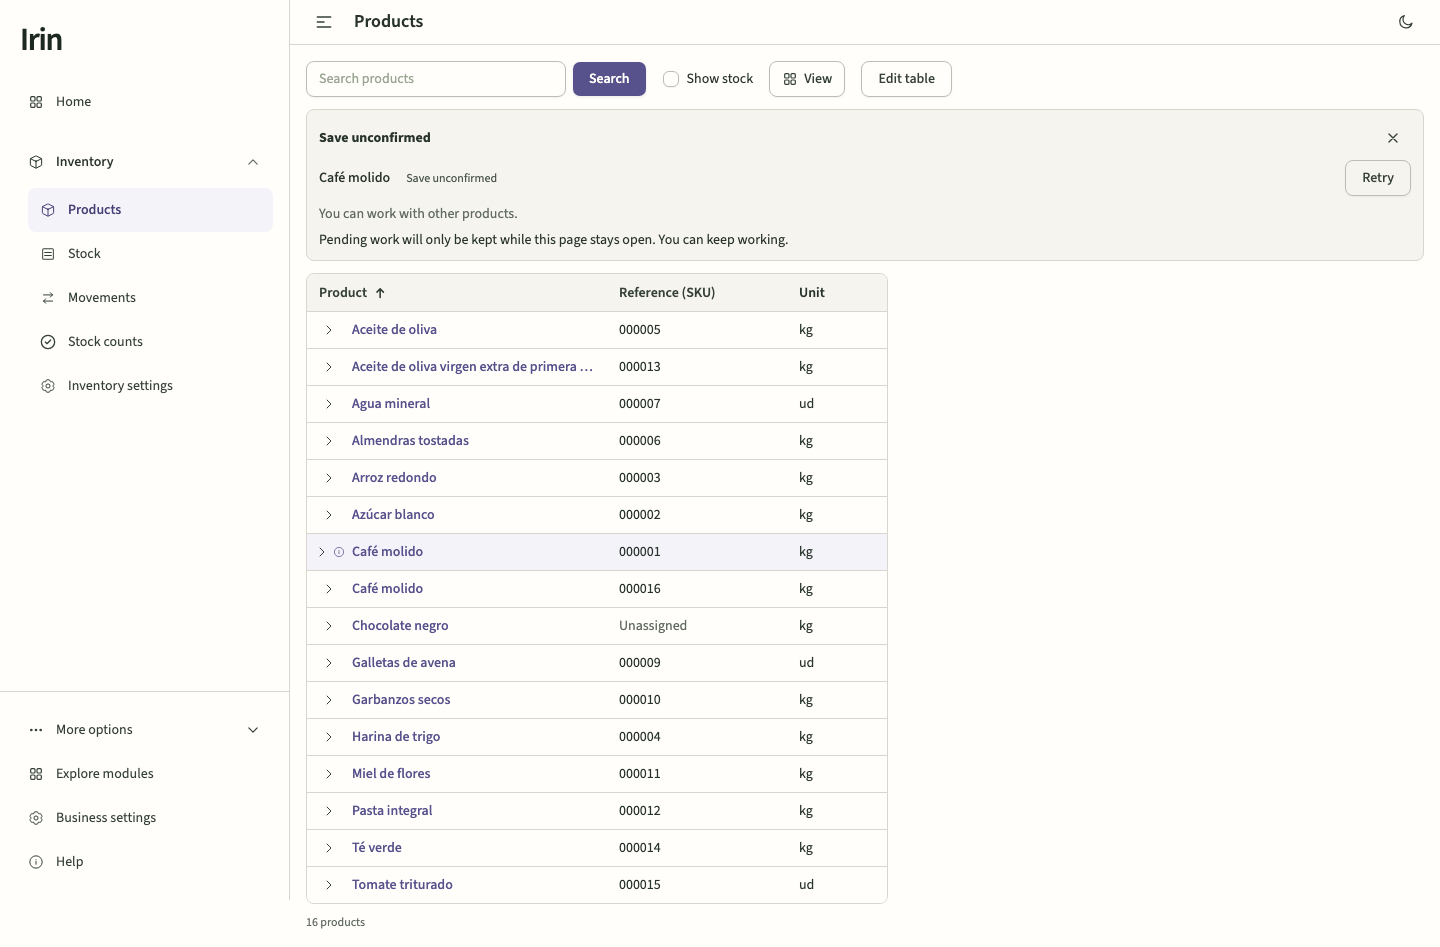 Irin
Products
Home
Inventory
Products
Stock
Movements
Stock counts
Inventory settings
More options
Explore modules
Business settings
Help
Search products
Search
Show stock
View
Edit table
Save unconfirmed
Café molido Save unconfirmed
Retry
You can work with other products.
Pending work will only be kept while this page stays open. You can keep working.
Product Reference (SKU) Unit
Aceite de oliva 000005 kg
Aceite de oliva virgen extra de primera … 000013 kg
Agua mineral 000007 ud
Almendras tostadas 000006 kg
Arroz redondo 000003 kg
Azúcar blanco 000002 kg
Café molido 000001 kg
Café molido 000016 kg
Chocolate negro Unassigned kg
Galletas de avena 000009 ud
Garbanzos secos 000010 kg
Harina de trigo 000004 kg
Miel de flores 000011 kg
Pasta integral 000012 kg
Té verde 000014 kg
Tomate triturado 000015 ud
16 products